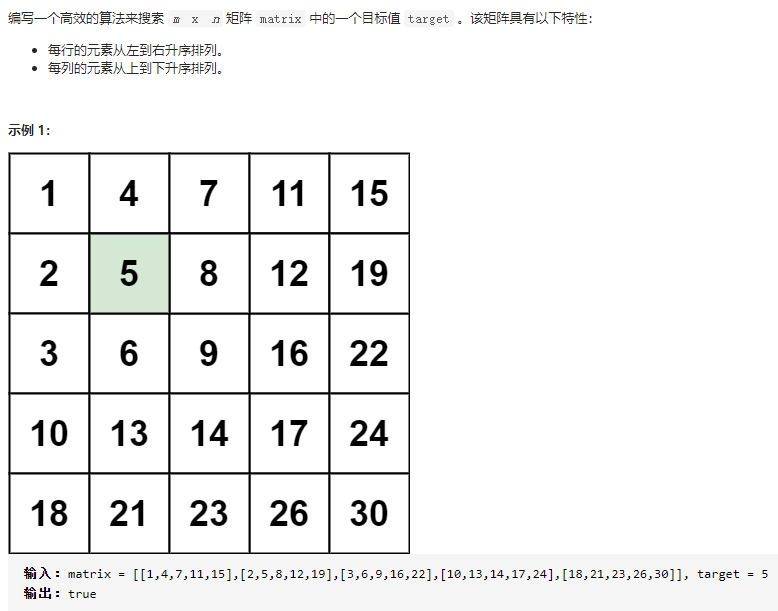 编写一个高效的算法来搜索 m x n 矩阵 matrix 中的一个目标值 target 。该矩阵具有以下特性：
• 每行的元素从左到右升序排列。
• 每列的元素从上到下升序排列。
示例 1：
1 4 7 11 15
2 5 8 12 19
3 6 9 16 22
10 13 14 17 24
18 21 23 26 30
输入：matrix = [[1,4,7,11,15],[2,5,8,12,19],[3,6,9,16,22],[10,13,14,17,24],[18,21,23,26,30]], target = 5
输出：true